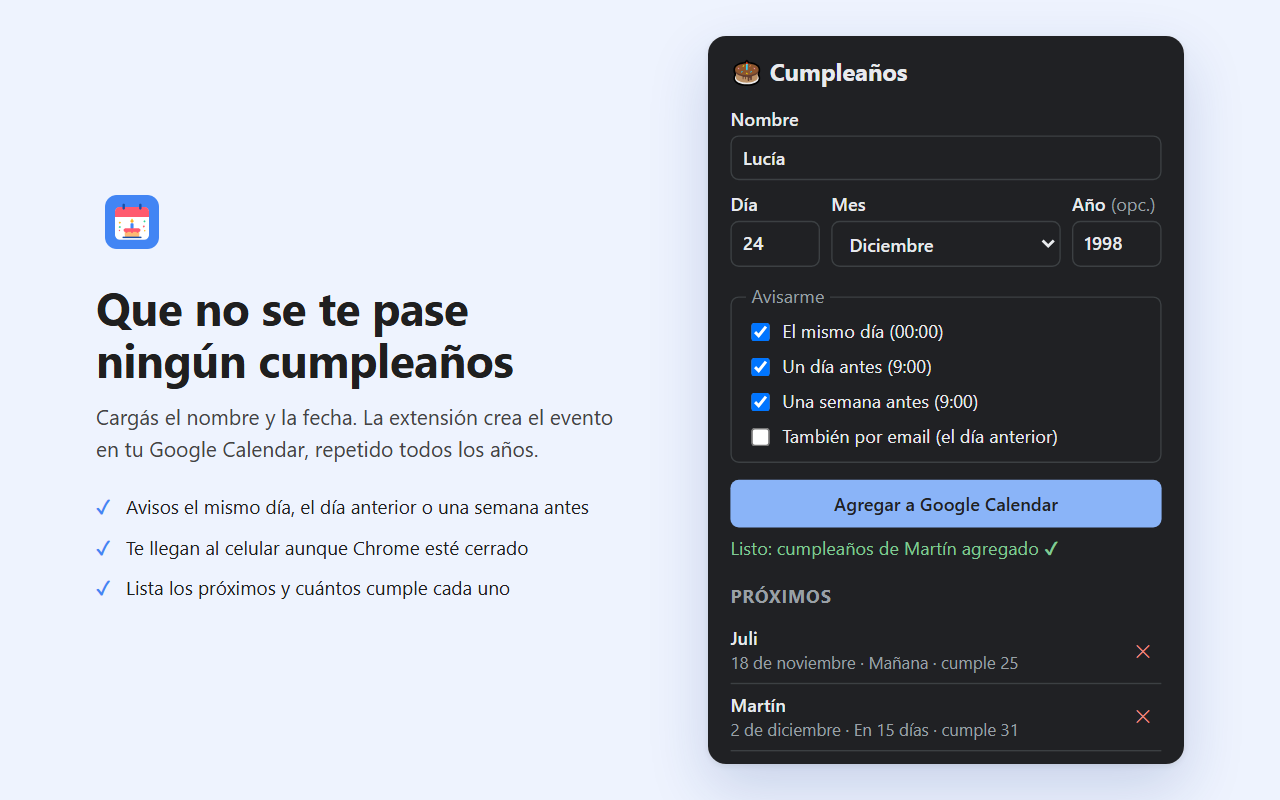 Que no se te pase
ningún cumpleaños
Cargás el nombre y la fecha. La extensión crea el evento
en tu Google Calendar, repetido todos los años.
✓ Avisos el mismo día, el día anterior o una semana antes
✓ Te llegan al celular aunque Chrome esté cerrado
✓ Lista los próximos y cuántos cumple cada uno
Cumpleaños
Nombre
Lucía
Día Mes Año (opc.)
24 Diciembre 1998
Avisarme
El mismo día (00:00)
Un día antes (9:00)
Una semana antes (9:00)
También por email (el día anterior)
Agregar a Google Calendar
Listo: cumpleaños de Martín agregado ✓
PRÓXIMOS
Juli
18 de noviembre · Mañana · cumple 25
Martín
2 de diciembre · En 15 días · cumple 31